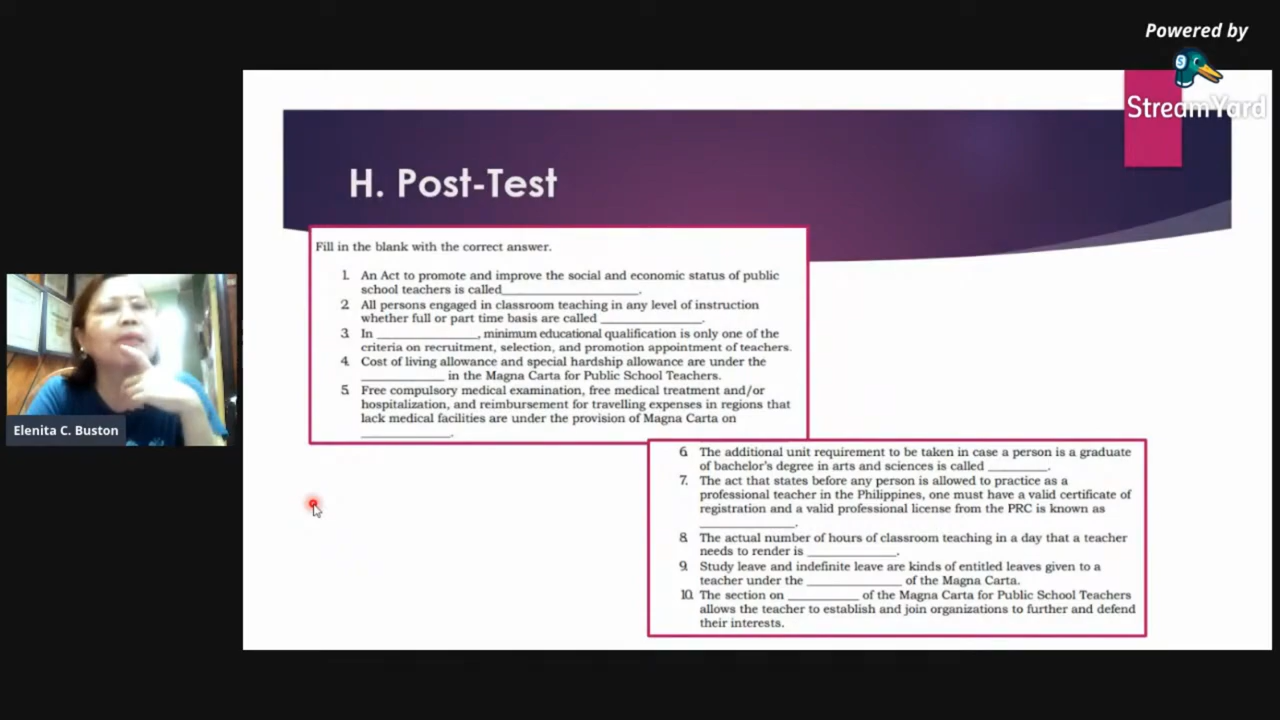 Powered by
StreamYard
H. Post-Test
Fill in the blank with the correct answer.
1. An Act to promote and improve the social and economic status of public
school teachers is called____________________.
2. All persons engaged in classroom teaching in any level of instruction
whether full or part time basis are called _______________.
3. In _______________, minimum educational qualification is only one of the
criteria on recruitment, selection, and promotion appointment of teachers.
4. Cost of living allowance and special hardship allowance are under the
____________ in the Magna Carta for Public School Teachers.
5. Free compulsory medical examination, free medical treatment and/or
hospitalization, and reimbursement for travelling expenses in regions that
lack medical facilities are under the provision of Magna Carta on
_____________.
Elenita C. Buston
6. The additional unit requirement to be taken in case a person is a graduate
of bachelor's degree in arts and sciences is called _________.
7. The act that states before any person is allowed to practice as a
professional teacher in the Philippines, one must have a valid certificate of
registration and a valid professional license from the PRC is known as
______________.
8. The actual number of hours of classroom teaching in a day that a teacher
needs to render is _____________.
9. Study leave and indefinite leave are kinds of entitled leaves given to a
teacher under the ______________ of the Magna Carta.
10. The section on __________ of the Magna Carta for Public School Teachers
allows the teacher to establish and join organizations to further and defend
their interests.